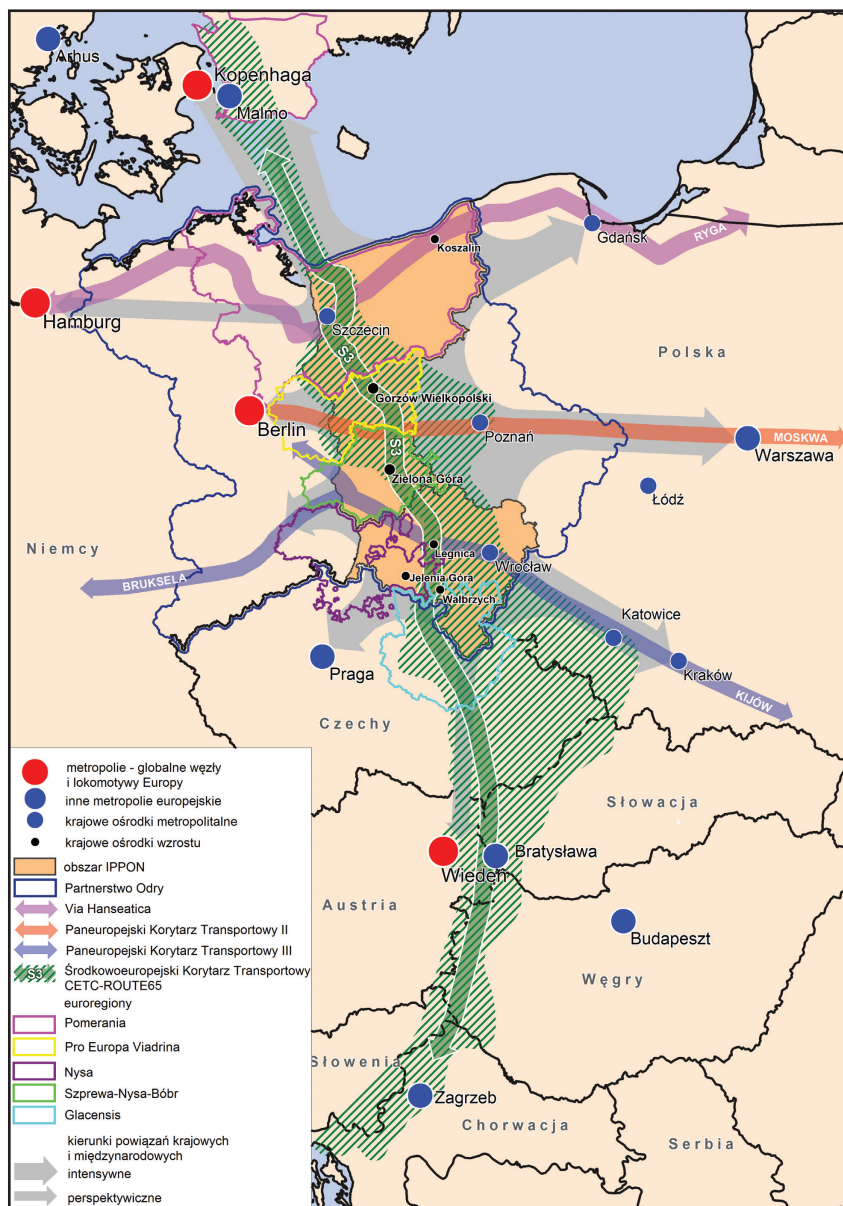 Arhus
Kopenhaga
Malmo
Koszalin
Gdańsk
RYGA
Hamburg
Szczecin
S3
Polska
Gorzów Wielkopolski
Berlin
Poznań
MOSKWA
Warszawa
S3
Zielona Góra
Łódź
Niemcy
Legnica
Wrocław
BRUKSELA
Jelenia Góra
Wałbrzych
Katowice
Praga
Kraków
KIJÓW
Czechy
metropolie - globalne węzły
i lokomotywy Europy
inne metropolie europejskie
krajowe ośrodki metropolitalne
krajowe ośrodki wzrostu
obszar IPPON
Partnerstwo Odry
Via Hanseatica
Paneuropejski Korytarz Transportowy II
Paneuropejski Korytarz Transportowy III
S3
Środkowoeuropejski Korytarz Transportowy
CETC-ROUTE65
euroregiony
Pomerania
Pro Europa Viadrina
Nysa
Szprewa-Nysa-Bóbr
Glacensis
kierunki powiązań krajowych
i międzynarodowych
intensywne
perspektywiczne
Słowacja
Wiedeń
Bratysława
Austria
Budapeszt
Węgry
Słowenia
Zagrzeb
Chorwacja
Serbia